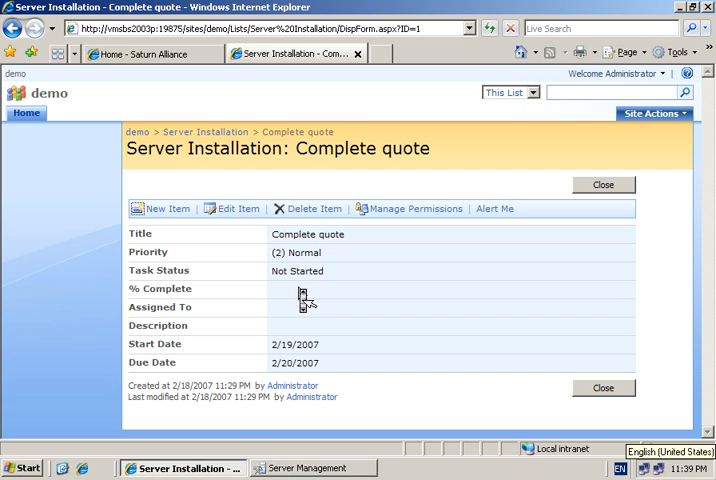 Server Installation - Complete quote - Windows Internet Explorer
http://vmsbs2003p:19875/sites/demo/Lists/Server%20Installation/DispForm.aspx?ID=1
Live Search
Home - Saturn Alliance
Server Installation - Com...
Page
Tools
demo
Welcome Administrator
demo
This List
Home
Site Actions
demo > Server Installation > Complete quote
Server Installation: Complete quote
Close
New Item | Edit Item | Delete Item | Manage Permissions | Alert Me
Title Complete quote
Priority (2) Normal
Task Status Not Started
% Complete
Assigned To
Description
Start Date 2/19/2007
Due Date 2/20/2007
Created at 2/18/2007 11:29 PM by Administrator
Last modified at 2/18/2007 11:29 PM by Administrator
Close
Local intranet
English (United States)
Start
Server Installation - ...
Server Management
EN
11:39 PM